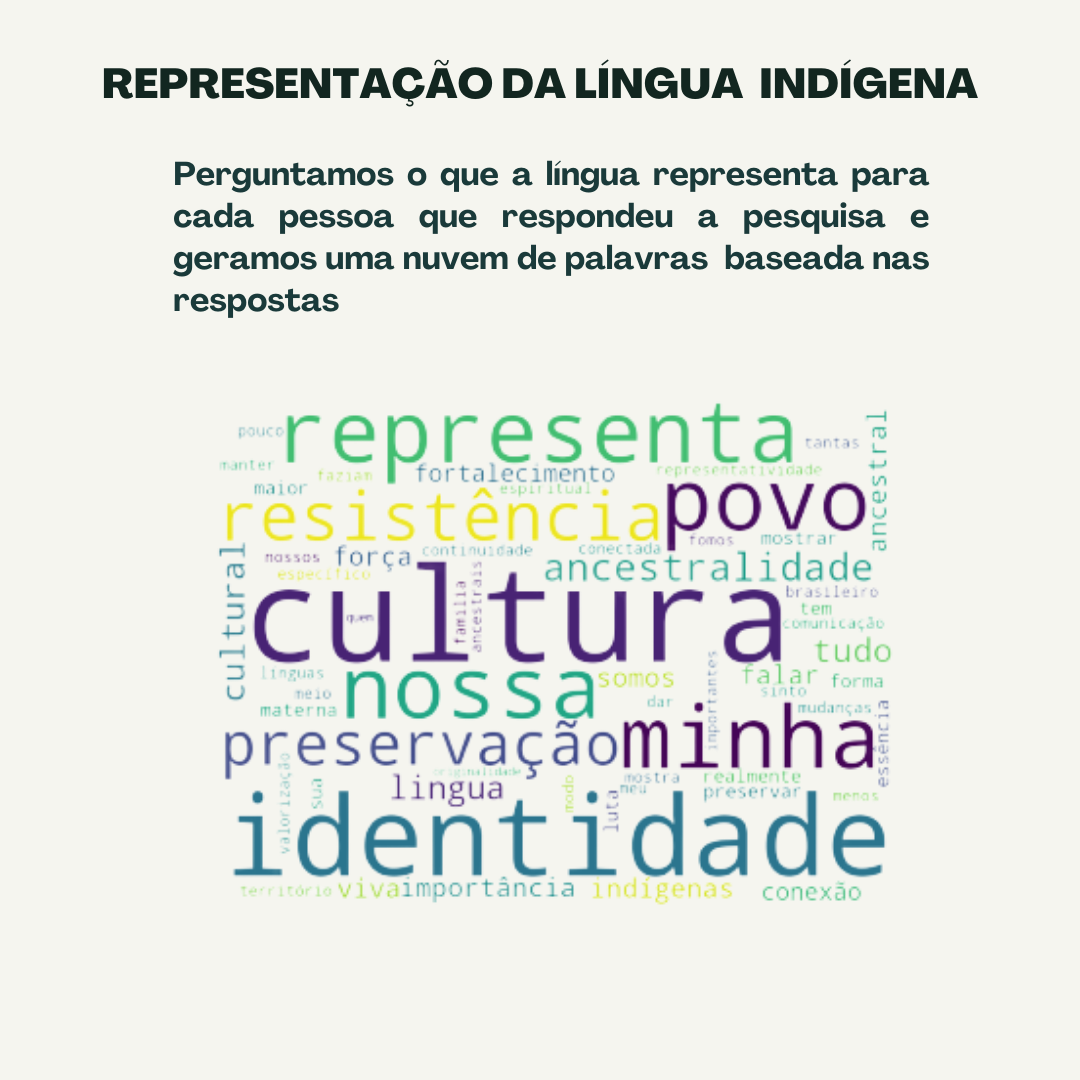 REPRESENTAÇÃO DA LÍNGUA INDÍGENA
Perguntamos o que a língua representa para
cada pessoa que respondeu a pesquisa e
geramos uma nuvem de palavras baseada nas
respostas
pouco
representa
tantas
ancestral
manter
faziam
fortalecimento
representatividade
maior
espiritual
resistência
povo
fomos
mostrar
nossos
força
continuidade
conectada
ancestralidade
específico
cultural
cultura
quem
família
ancestrais
brasileiro
tem
comunicação
tudo
línguas
nossa
somos
importantes
falar
forma
sinto
meio
materna
dar
mudanças
essência
preservação
minha
valorização
sua
originalidade
lingua
modo
mostra
meu
realmente
preservar
menos
luta
identidade
território
viva
importância
indígenas
conexão